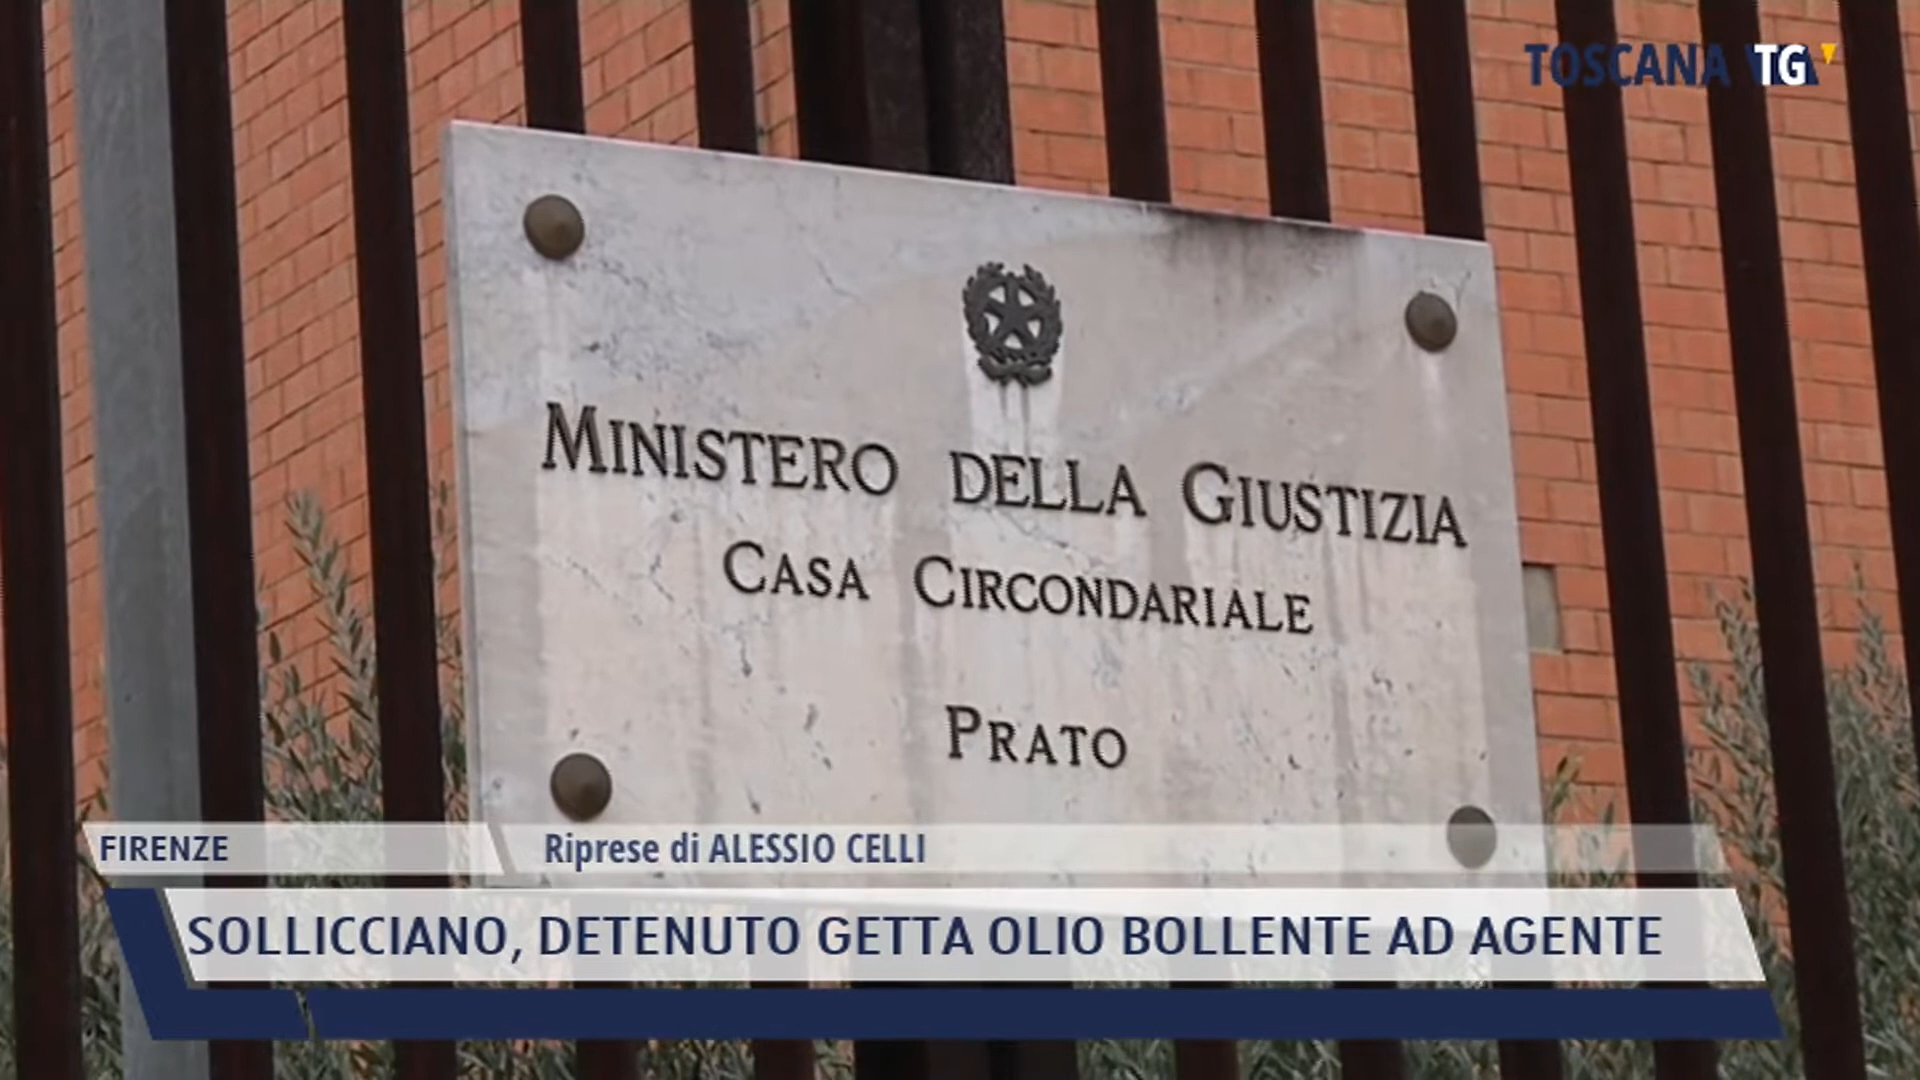 TOSCANA TG
MINISTERO DELLA GIUSTIZIA
CASA CIRCONDARIALE
PRATO
FIRENZE
Riprese di ALESSIO CELLI
SOLLICCIANO, DETENUTO GETTA OLIO BOLLENTE AD AGENTE